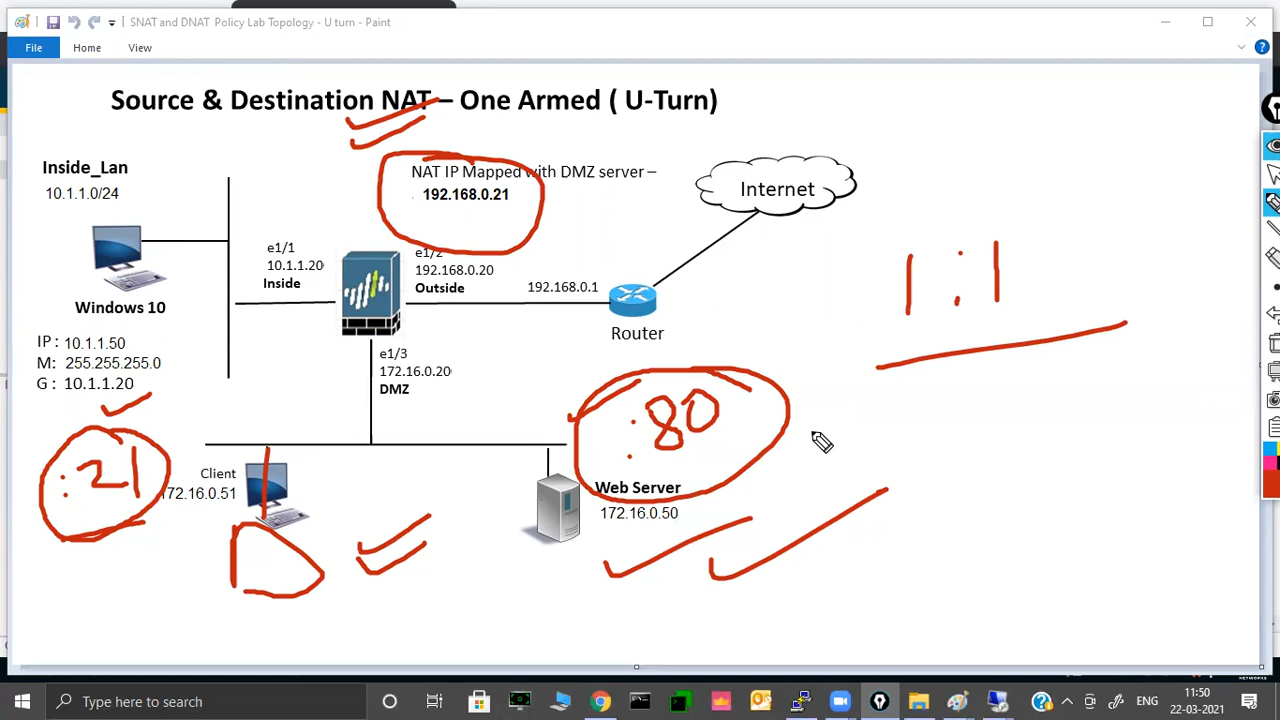 SNAT and DNAT Policy Lab Topology - U turn - Paint
File Home View
Source & Destination NAT – One Armed ( U-Turn)
Inside_Lan
10.1.1.0/24
NAT IP Mapped with DMZ server –
192.168.0.21
Internet
1:1
e1/1
10.1.1.20
Inside
e1/2
192.168.0.20
Outside
192.168.0.1
Router
Windows 10
IP : 10.1.1.50
M: 255.255.255.0
G : 10.1.1.20
e1/3
172.16.0.20
DMZ
:80
:21
Client
172.16.0.51
Web Server
172.16.0.50
D
Type here to search
ENG
11:50
22-03-2021